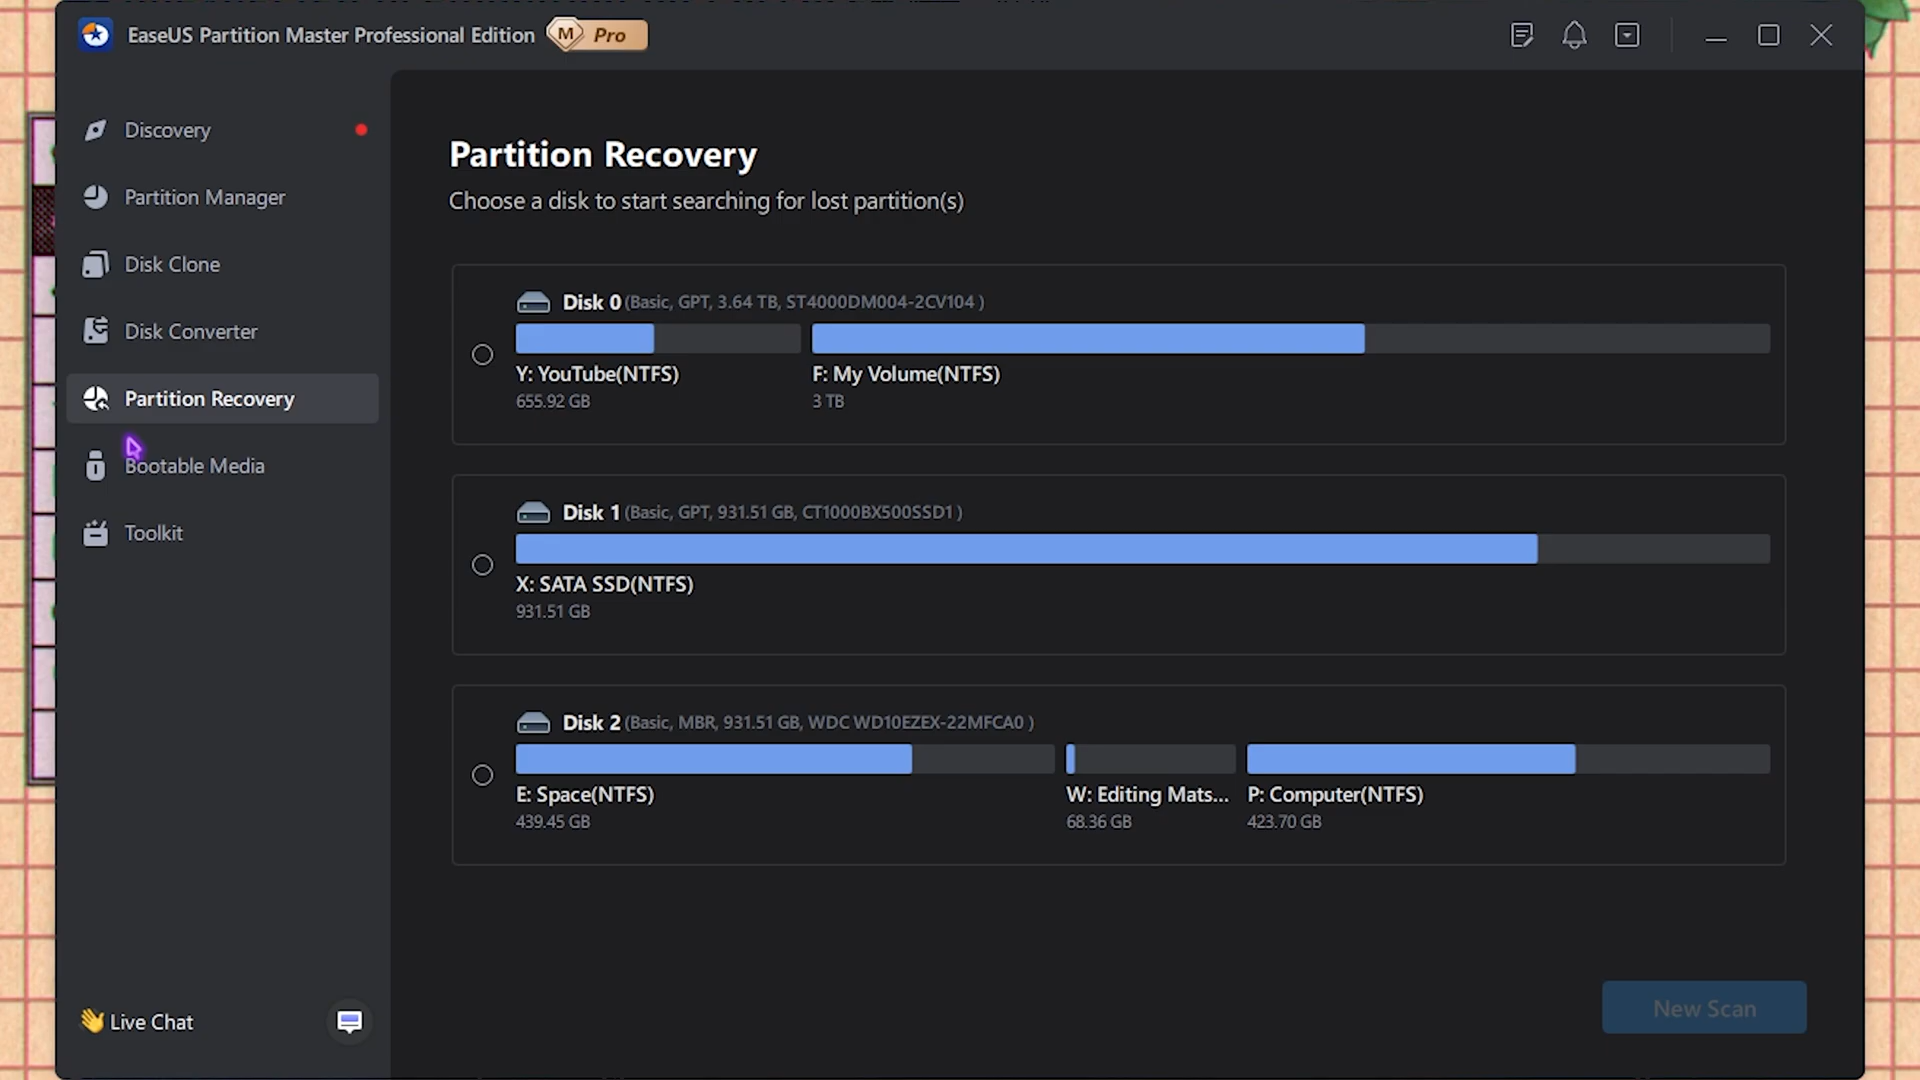 EaseUS Partition Master Professional Edition M Pro
Discovery
Partition Manager
Disk Clone
Disk Converter
Partition Recovery
Bootable Media
Toolkit
Live Chat
Partition Recovery
Choose a disk to start searching for lost partition(s)
Disk 0 (Basic, GPT, 3.64 TB, ST4000DM004-2CV104 )
Y: YouTube(NTFS) F: My Volume(NTFS)
655.92 GB 3 TB
Disk 1 (Basic, GPT, 931.51 GB, CT1000BX500SSD1 )
X: SATA SSD(NTFS)
931.51 GB
Disk 2 (Basic, MBR, 931.51 GB, WDC WD10EZEX-22MFCA0 )
E: Space(NTFS) W: Editing Mats... P: Computer(NTFS)
439.45 GB 68.36 GB 423.70 GB
New Scan